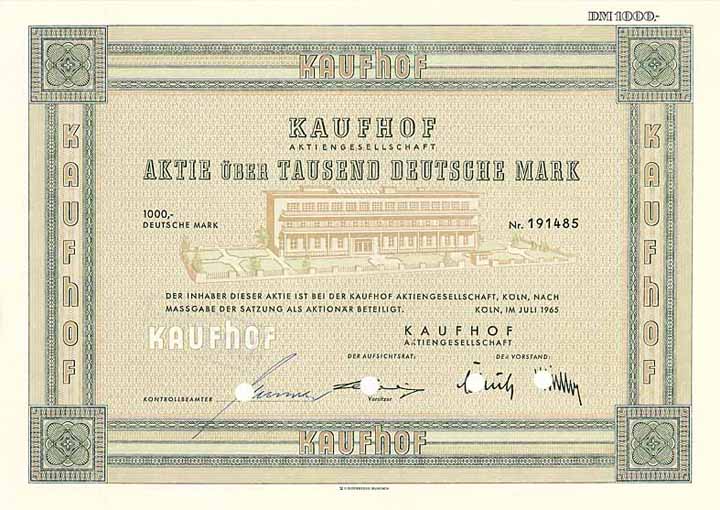 DM 1000,-
KAUFHOF
KAUFHOF
AKTIENGESELLSCHAFT
AKTIE ÜBER TAUSEND DEUTSCHE MARK
1000,-
DEUTSCHE MARK
Nr. 191485
DER INHABER DIESER AKTIE IST BEI DER KAUFHOF AKTIENGESELLSCHAFT, KÖLN, NACH
MASSGABE DER SATZUNG ALS AKTIONÄR BETEILIGT. KÖLN, IM JULI 1965
KAUFHOF
KAUFHOF
AKTIENGESELLSCHAFT
DER AUFSICHTSRAT:
DER VORSTAND:
KONTROLLBEAMTER
Vorsitzer
KAUFHOF
KAUFHOF
KAUFHOF